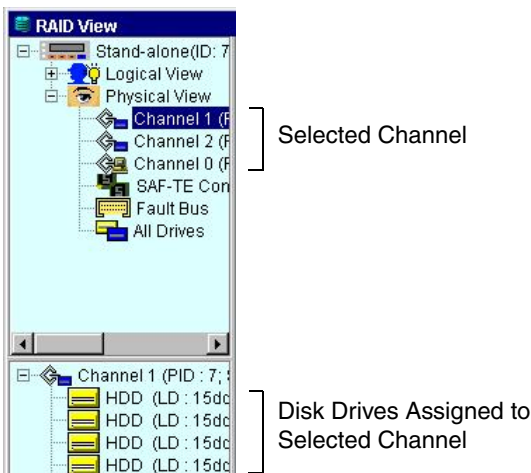 RAID View
Stand-alone(ID: 7
Logical View
Physical View
Channel 1 (F
Channel 2 (F
Channel 0 (F
SAF-TE Con
Fault Bus
All Drives
Selected Channel
Channel 1 (PID : 7;
HDD (LD : 15dc
HDD (LD : 15dc
HDD (LD : 15dc
HDD (LD : 15dc
Disk Drives Assigned to
Selected Channel